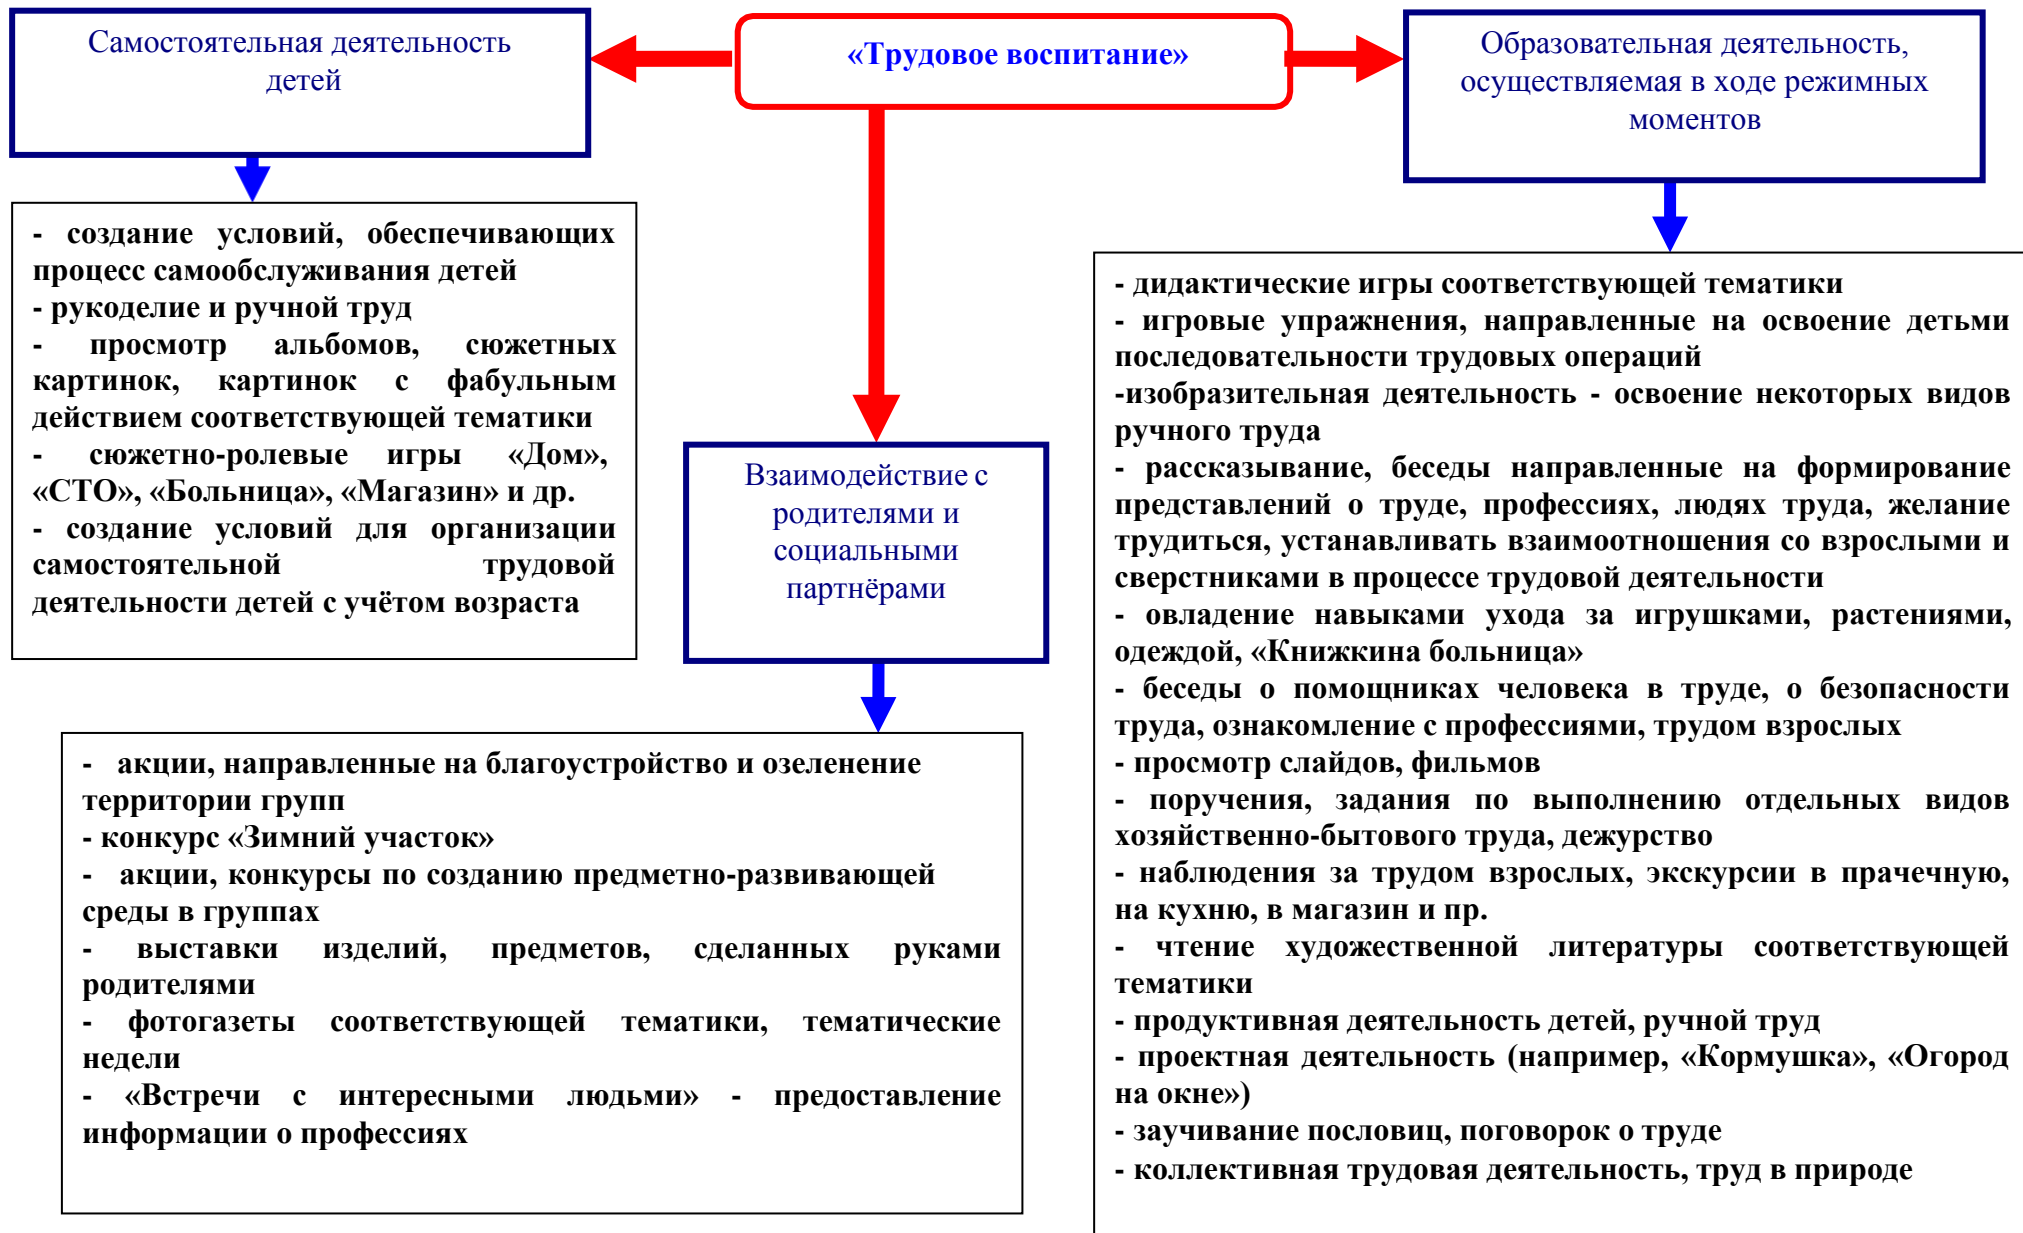 Самостоятельная деятельность
детей
«Трудовое воспитание»
Образовательная деятельность,
осуществляемая в ходе режимных
моментов
- создание условий, обеспечивающих
процесс самообслуживания детей
- рукоделие и ручной труд
- просмотр альбомов, сюжетных
картинок, картинок с фабульным
действием соответствующей тематики
- сюжетно-ролевые игры «Дом»,
«СТО», «Больница», «Магазин» и др.
- создание условий для организации
самостоятельной трудовой
деятельности детей с учётом возраста
Взаимодействие с
родителями и
социальными
партнёрами
- акции, направленные на благоустройство и озеленение
территории групп
- конкурс «Зимний участок»
- акции, конкурсы по созданию предметно-развивающей
среды в группах
- выставки изделий, предметов, сделанных руками
родителями
- фотогазеты соответствующей тематики, тематические
недели
- «Встречи с интересными людьми» - предоставление
информации о профессиях
- дидактические игры соответствующей тематики
- игровые упражнения, направленные на освоение детьми
последовательности трудовых операций
-изобразительная деятельность - освоение некоторых видов
ручного труда
- рассказывание, беседы направленные на формирование
представлений о труде, профессиях, людях труда, желание
трудиться, устанавливать взаимоотношения со взрослыми и
сверстниками в процессе трудовой деятельности
- овладение навыками ухода за игрушками, растениями,
одеждой, «Книжкина больница»
- беседы о помощниках человека в труде, о безопасности
труда, ознакомление с профессиями, трудом взрослых
- просмотр слайдов, фильмов
- поручения, задания по выполнению отдельных видов
хозяйственно-бытового труда, дежурство
- наблюдения за трудом взрослых, экскурсии в прачечную,
на кухню, в магазин и пр.
- чтение художественной литературы соответствующей
тематики
- продуктивная деятельность детей, ручной труд
- проектная деятельность (например, «Кормушка», «Огород
на окне»)
- заучивание пословиц, поговорок о труде
- коллективная трудовая деятельность, труд в природе